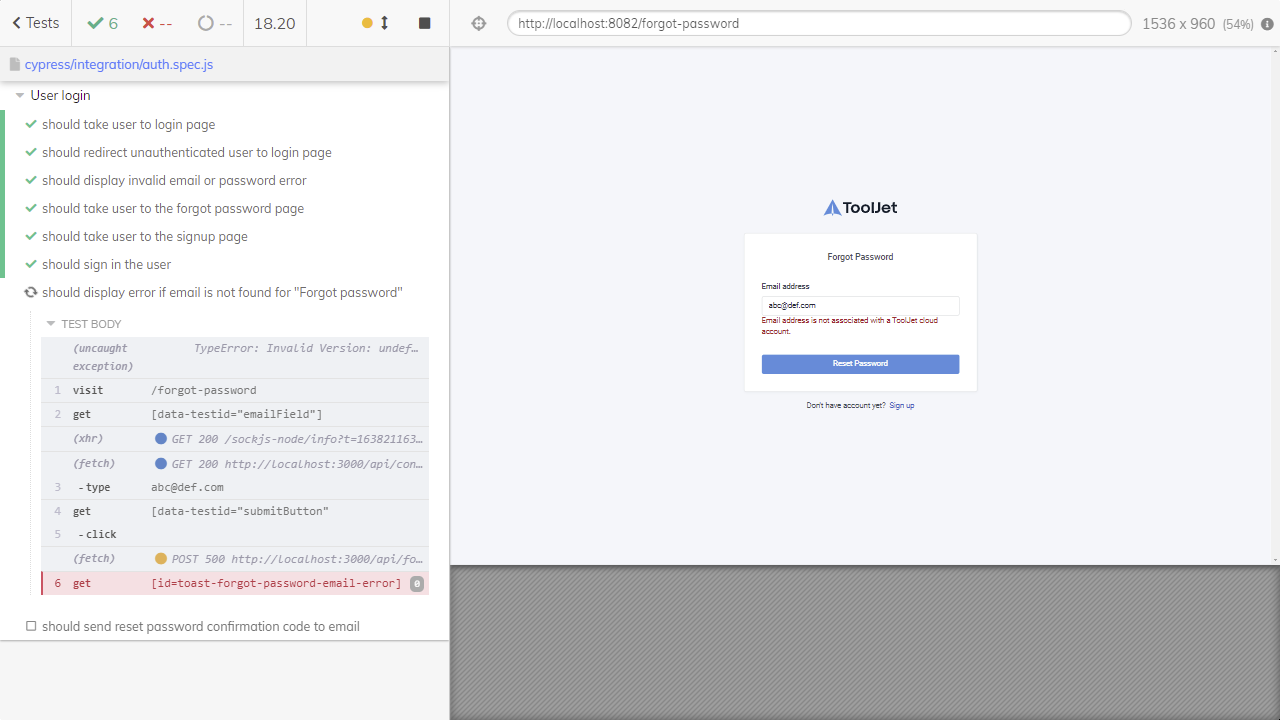 Tests
6
--
--
18.20
http://localhost:8082/forgot-password
1536 x 960 (54%)
cypress/integration/auth.spec.js
User login
should take user to login page
should redirect unauthenticated user to login page
should display invalid email or password error
should take user to the forgot password page
should take user to the signup page
should sign in the user
should display error if email is not found for "Forgot password"
TEST BODY
(uncaught exception) TypeError: Invalid Version: undef…
1 visit /forgot-password
2 get [data-testid="emailField"]
(xhr) GET 200 /sockjs-node/info?t=163821163…
(fetch) GET 200 http://localhost:3000/api/con…
3 -type abc@def.com
4 get [data-testid="submitButton"
5 -click
(fetch) POST 500 http://localhost:3000/api/fo…
6 get [id=toast-forgot-password-email-error] 0
should send reset password confirmation code to email
ToolJet
Forgot Password
Email address
abc@def.com
Email address is not associated with a ToolJet cloud
account.
Reset Password
Don't have account yet? Sign up